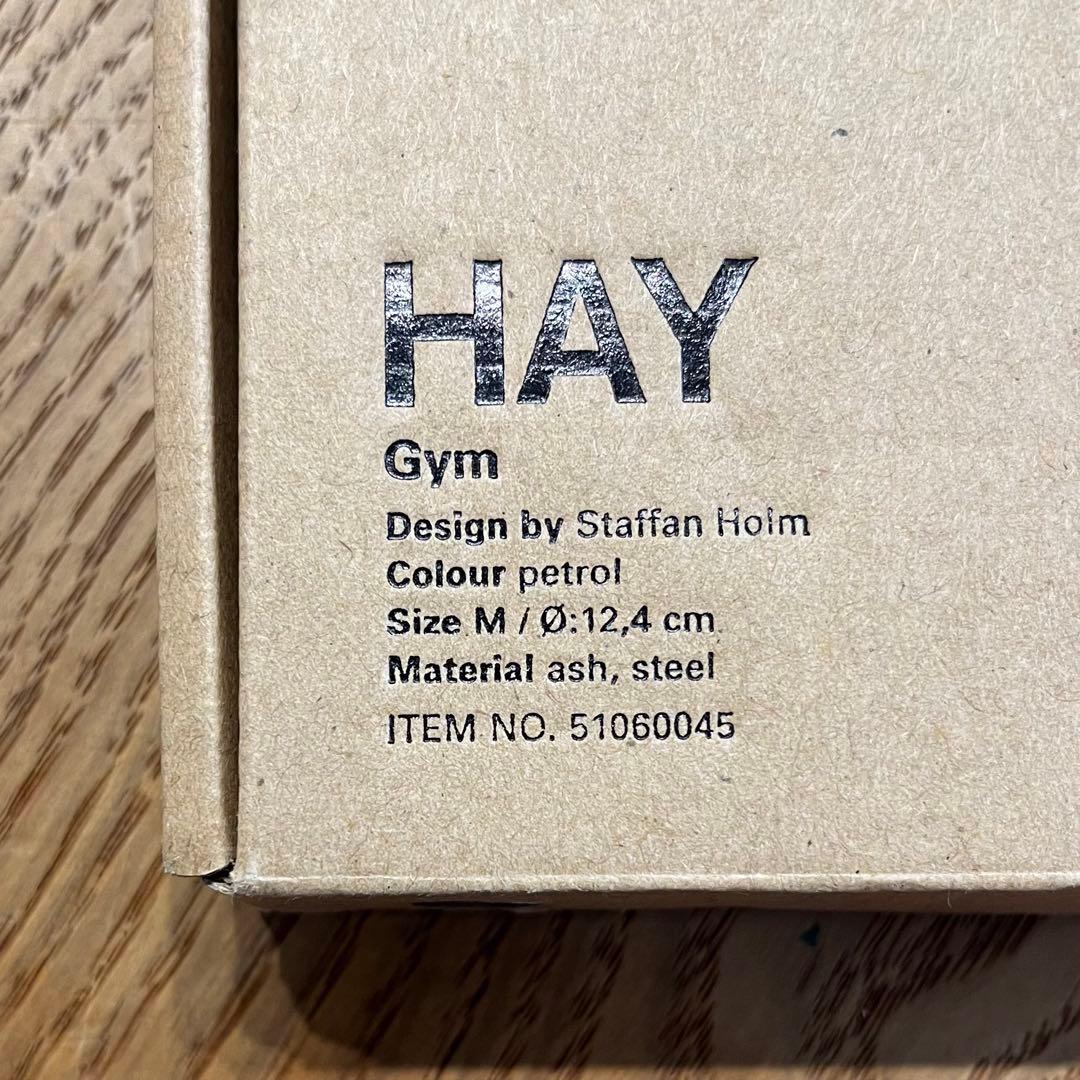 HAY
Gym
Design by Staffan Holm
Colour petrol
Size M / Ø:12,4 cm
Material ash, steel
ITEM NO. 51060045